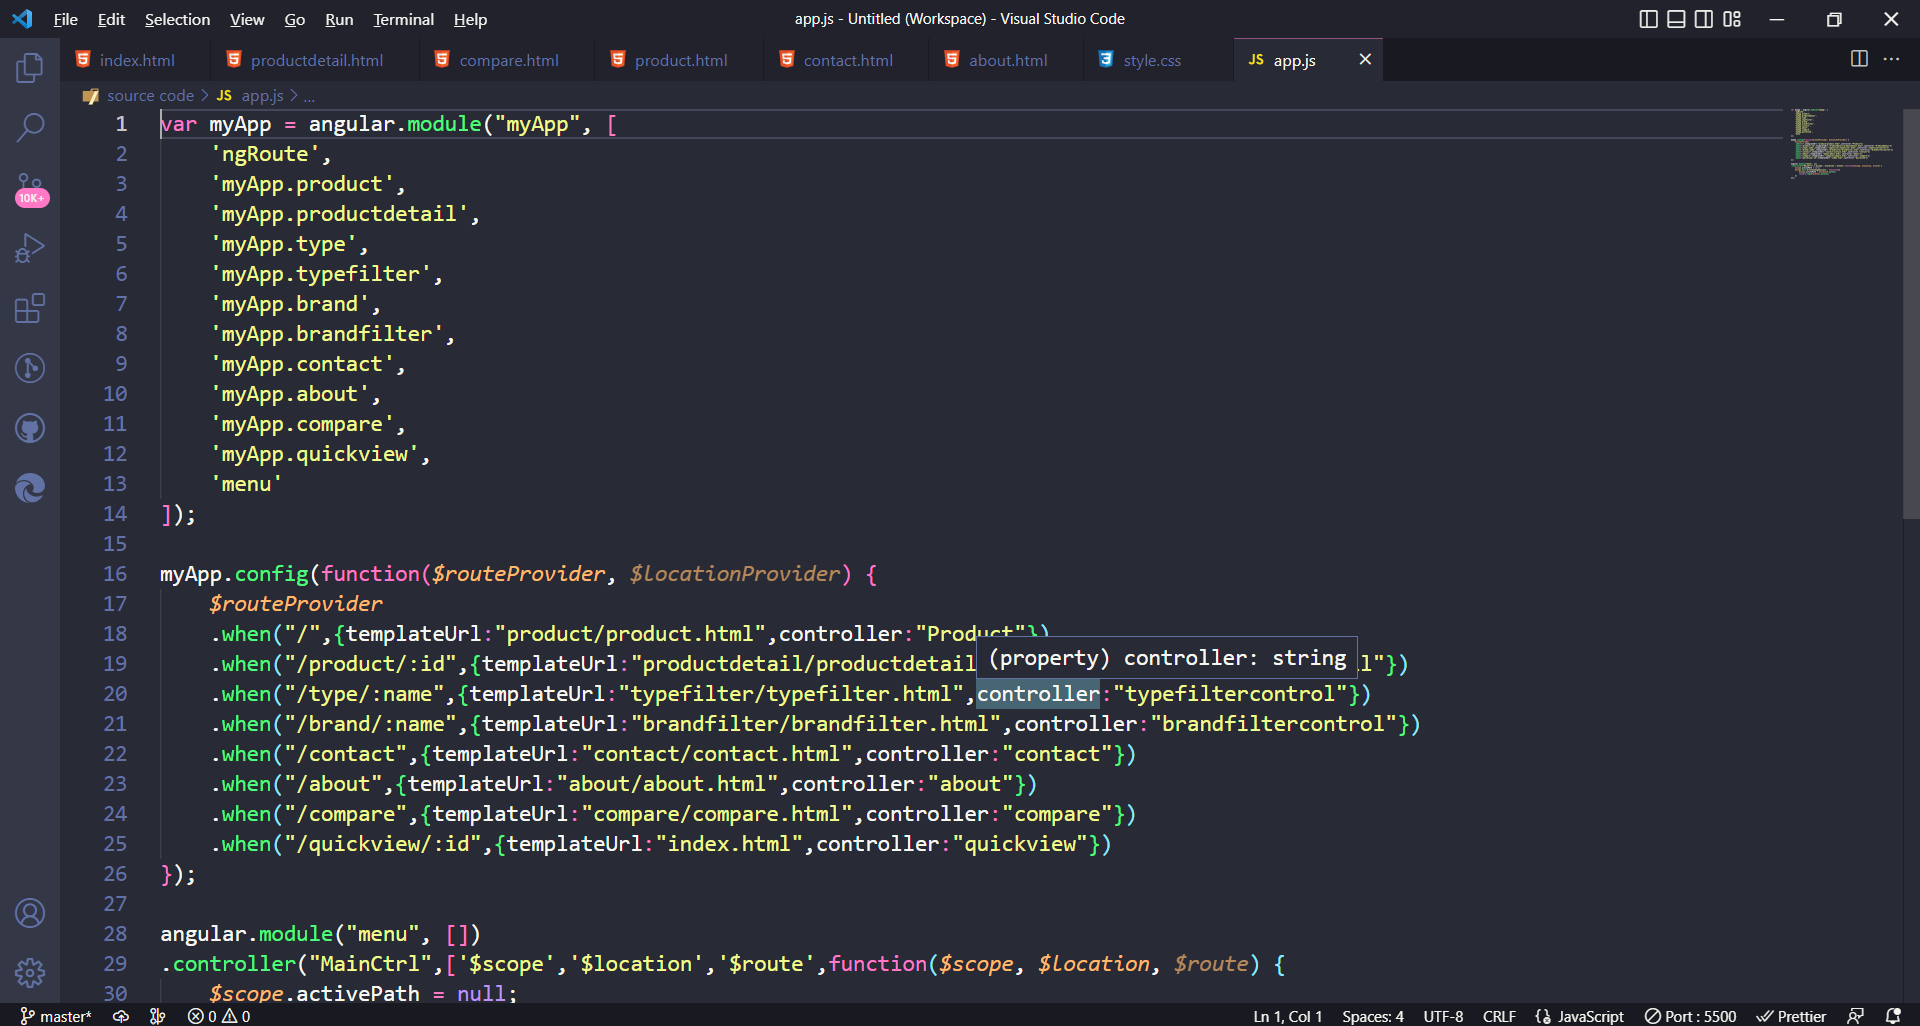 File Edit Selection View Go Run Terminal Help
app.js - Untitled (Workspace) - Visual Studio Code
index.html productdetail.html compare.html product.html contact.html about.html style.css JS app.js
source code > JS app.js > ...
10K+
1 var myApp = angular.module("myApp", [
2 'ngRoute',
3 'myApp.product',
4 'myApp.productdetail',
5 'myApp.type',
6 'myApp.typefilter',
7 'myApp.brand',
8 'myApp.brandfilter',
9 'myApp.contact',
10 'myApp.about',
11 'myApp.compare',
12 'myApp.quickview',
13 'menu'
14 ]);
15
16 myApp.config(function($routeProvider, $locationProvider) {
17 $routeProvider
18 .when("/",{templateUrl:"product/product.html",controller:"Product"})
(property) controller: string
19 .when("/product/:id",{templateUrl:"productdetail/productdetail l"})
20 .when("/type/:name",{templateUrl:"typefilter/typefilter.html",controller:"typefiltercontrol"})
21 .when("/brand/:name",{templateUrl:"brandfilter/brandfilter.html",controller:"brandfiltercontrol"})
22 .when("/contact",{templateUrl:"contact/contact.html",controller:"contact"})
23 .when("/about",{templateUrl:"about/about.html",controller:"about"})
24 .when("/compare",{templateUrl:"compare/compare.html",controller:"compare"})
25 .when("/quickview/:id",{templateUrl:"index.html",controller:"quickview"})
26 });
27
28 angular.module("menu", [])
29 .controller("MainCtrl",['$scope','$location','$route',function($scope, $location, $route) {
30 $scope.activePath = null;
master* 0 0 Ln 1, Col 1 Spaces: 4 UTF-8 CRLF {} JavaScript Port : 5500 Prettier